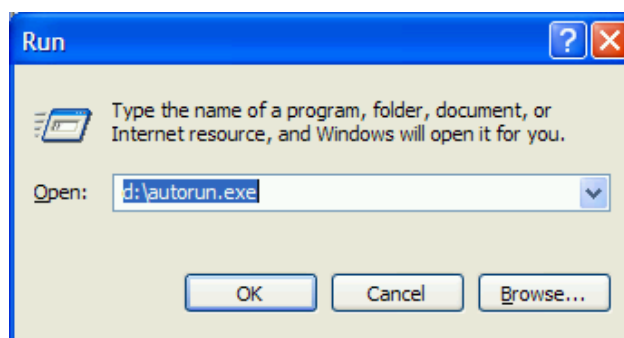 Run
Type the name of a program, folder, document, or
Internet resource, and Windows will open it for you.
Open: d:\autorun.exe
OK Cancel Browse...